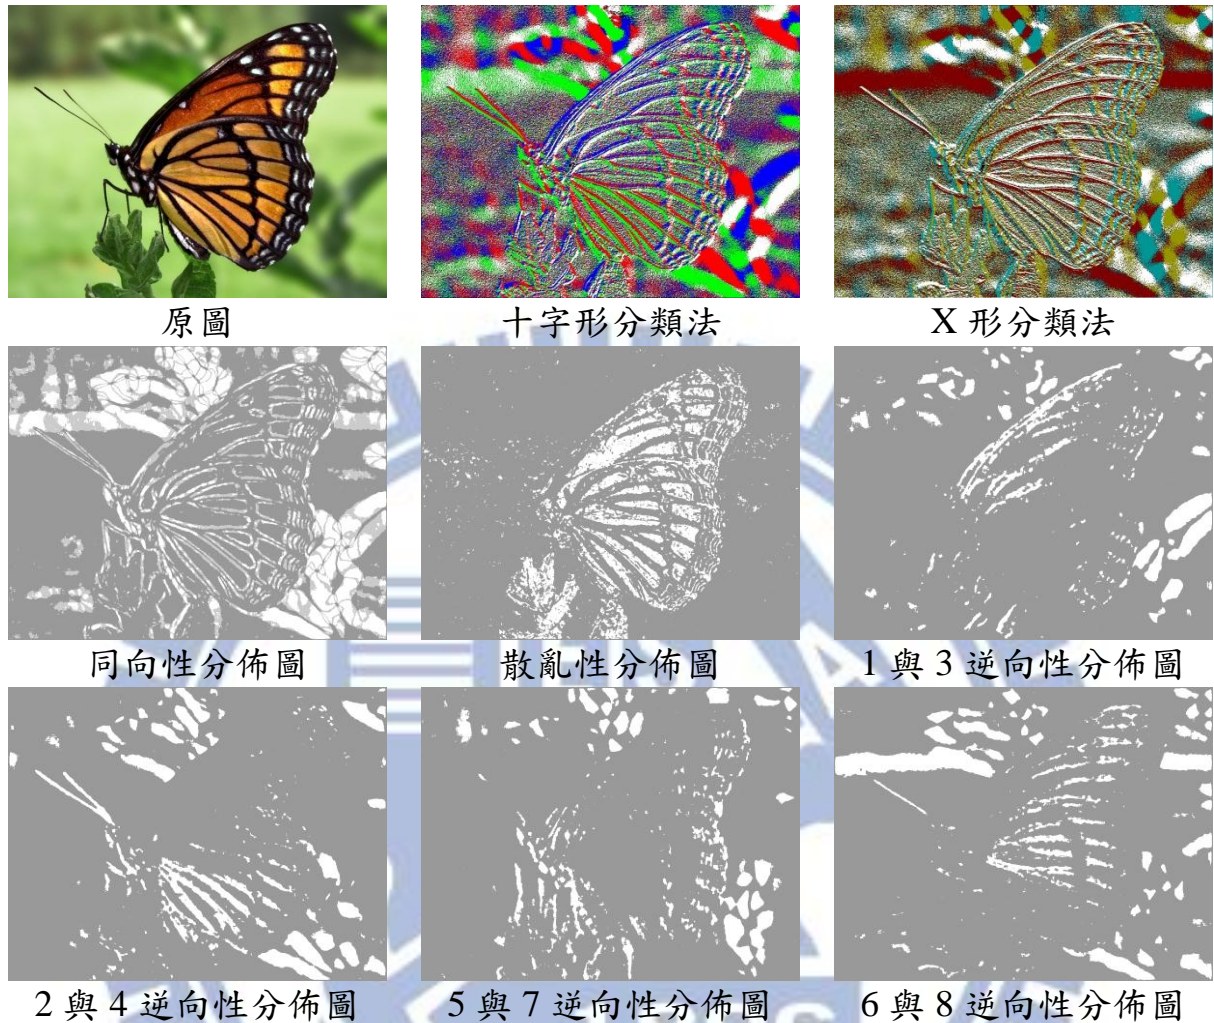 原圖
十字形分類法
X 形分類法
同向性分佈圖
散亂性分佈圖
1 與 3 逆向性分佈圖
2 與 4 逆向性分佈圖
5 與 7 逆向性分佈圖
6 與 8 逆向性分佈圖